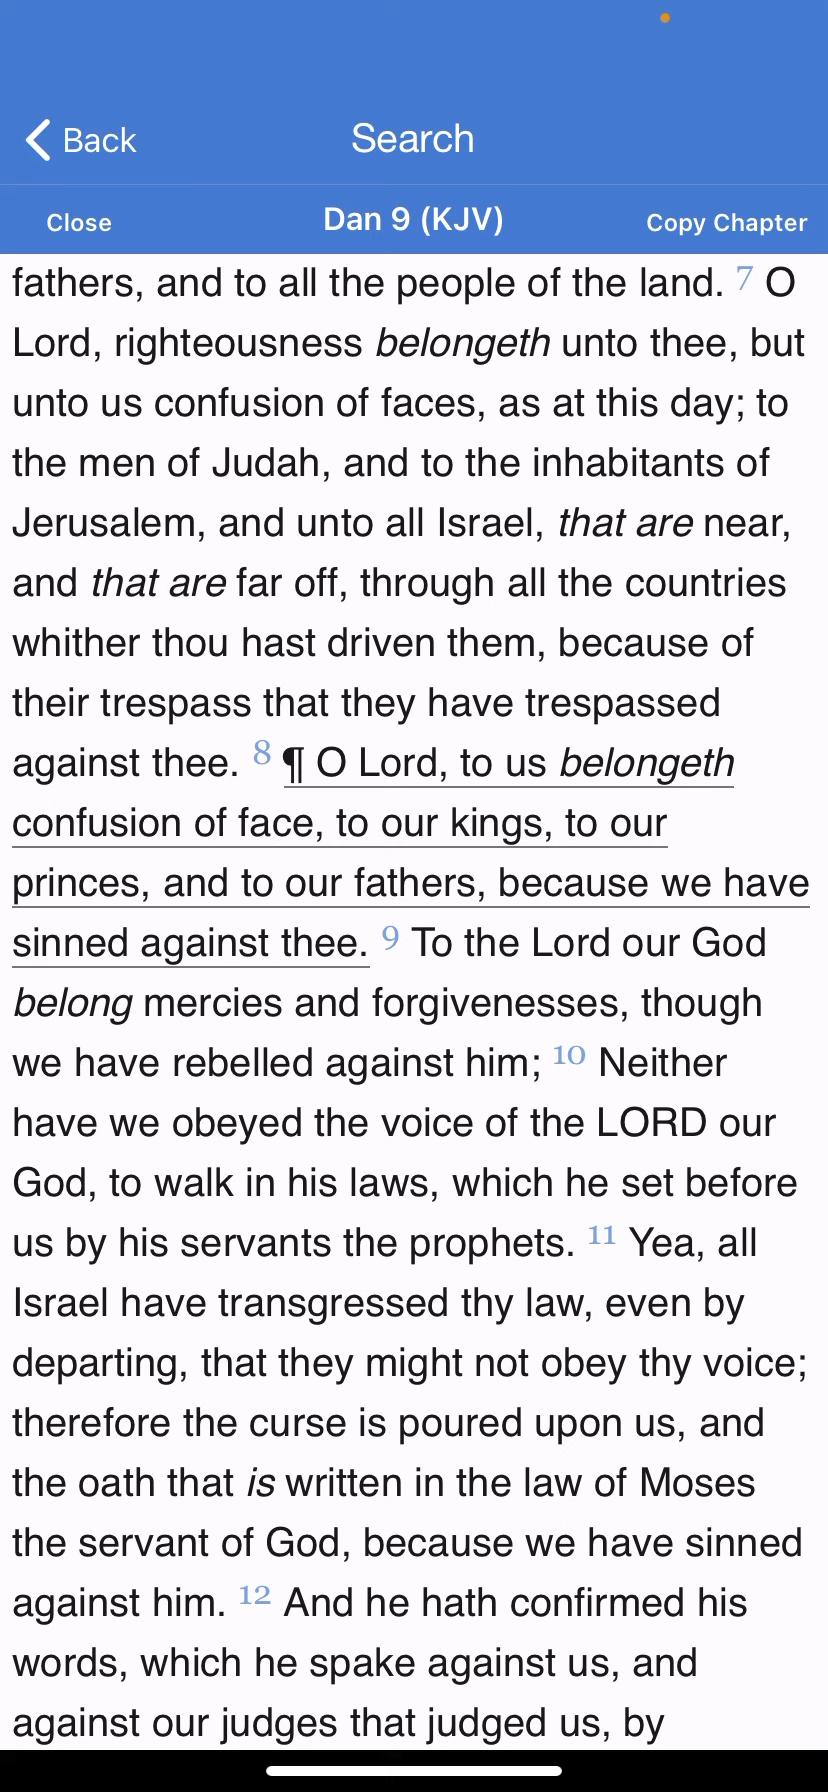 Back
Search
Close
Dan 9 (KJV)
Copy Chapter
fathers, and to all the people of the land. 7 O
Lord, righteousness belongeth unto thee, but
unto us confusion of faces, as at this day; to
the men of Judah, and to the inhabitants of
Jerusalem, and unto all Israel, that are near,
and that are far off, through all the countries
whither thou hast driven them, because of
their trespass that they have trespassed
against thee. 8 ¶ O Lord, to us belongeth
confusion of face, to our kings, to our
princes, and to our fathers, because we have
sinned against thee. 9 To the Lord our God
belong mercies and forgivenesses, though
we have rebelled against him; 10 Neither
have we obeyed the voice of the LORD our
God, to walk in his laws, which he set before
us by his servants the prophets. 11 Yea, all
Israel have transgressed thy law, even by
departing, that they might not obey thy voice;
therefore the curse is poured upon us, and
the oath that is written in the law of Moses
the servant of God, because we have sinned
against him. 12 And he hath confirmed his
words, which he spake against us, and
against our judges that judged us, by